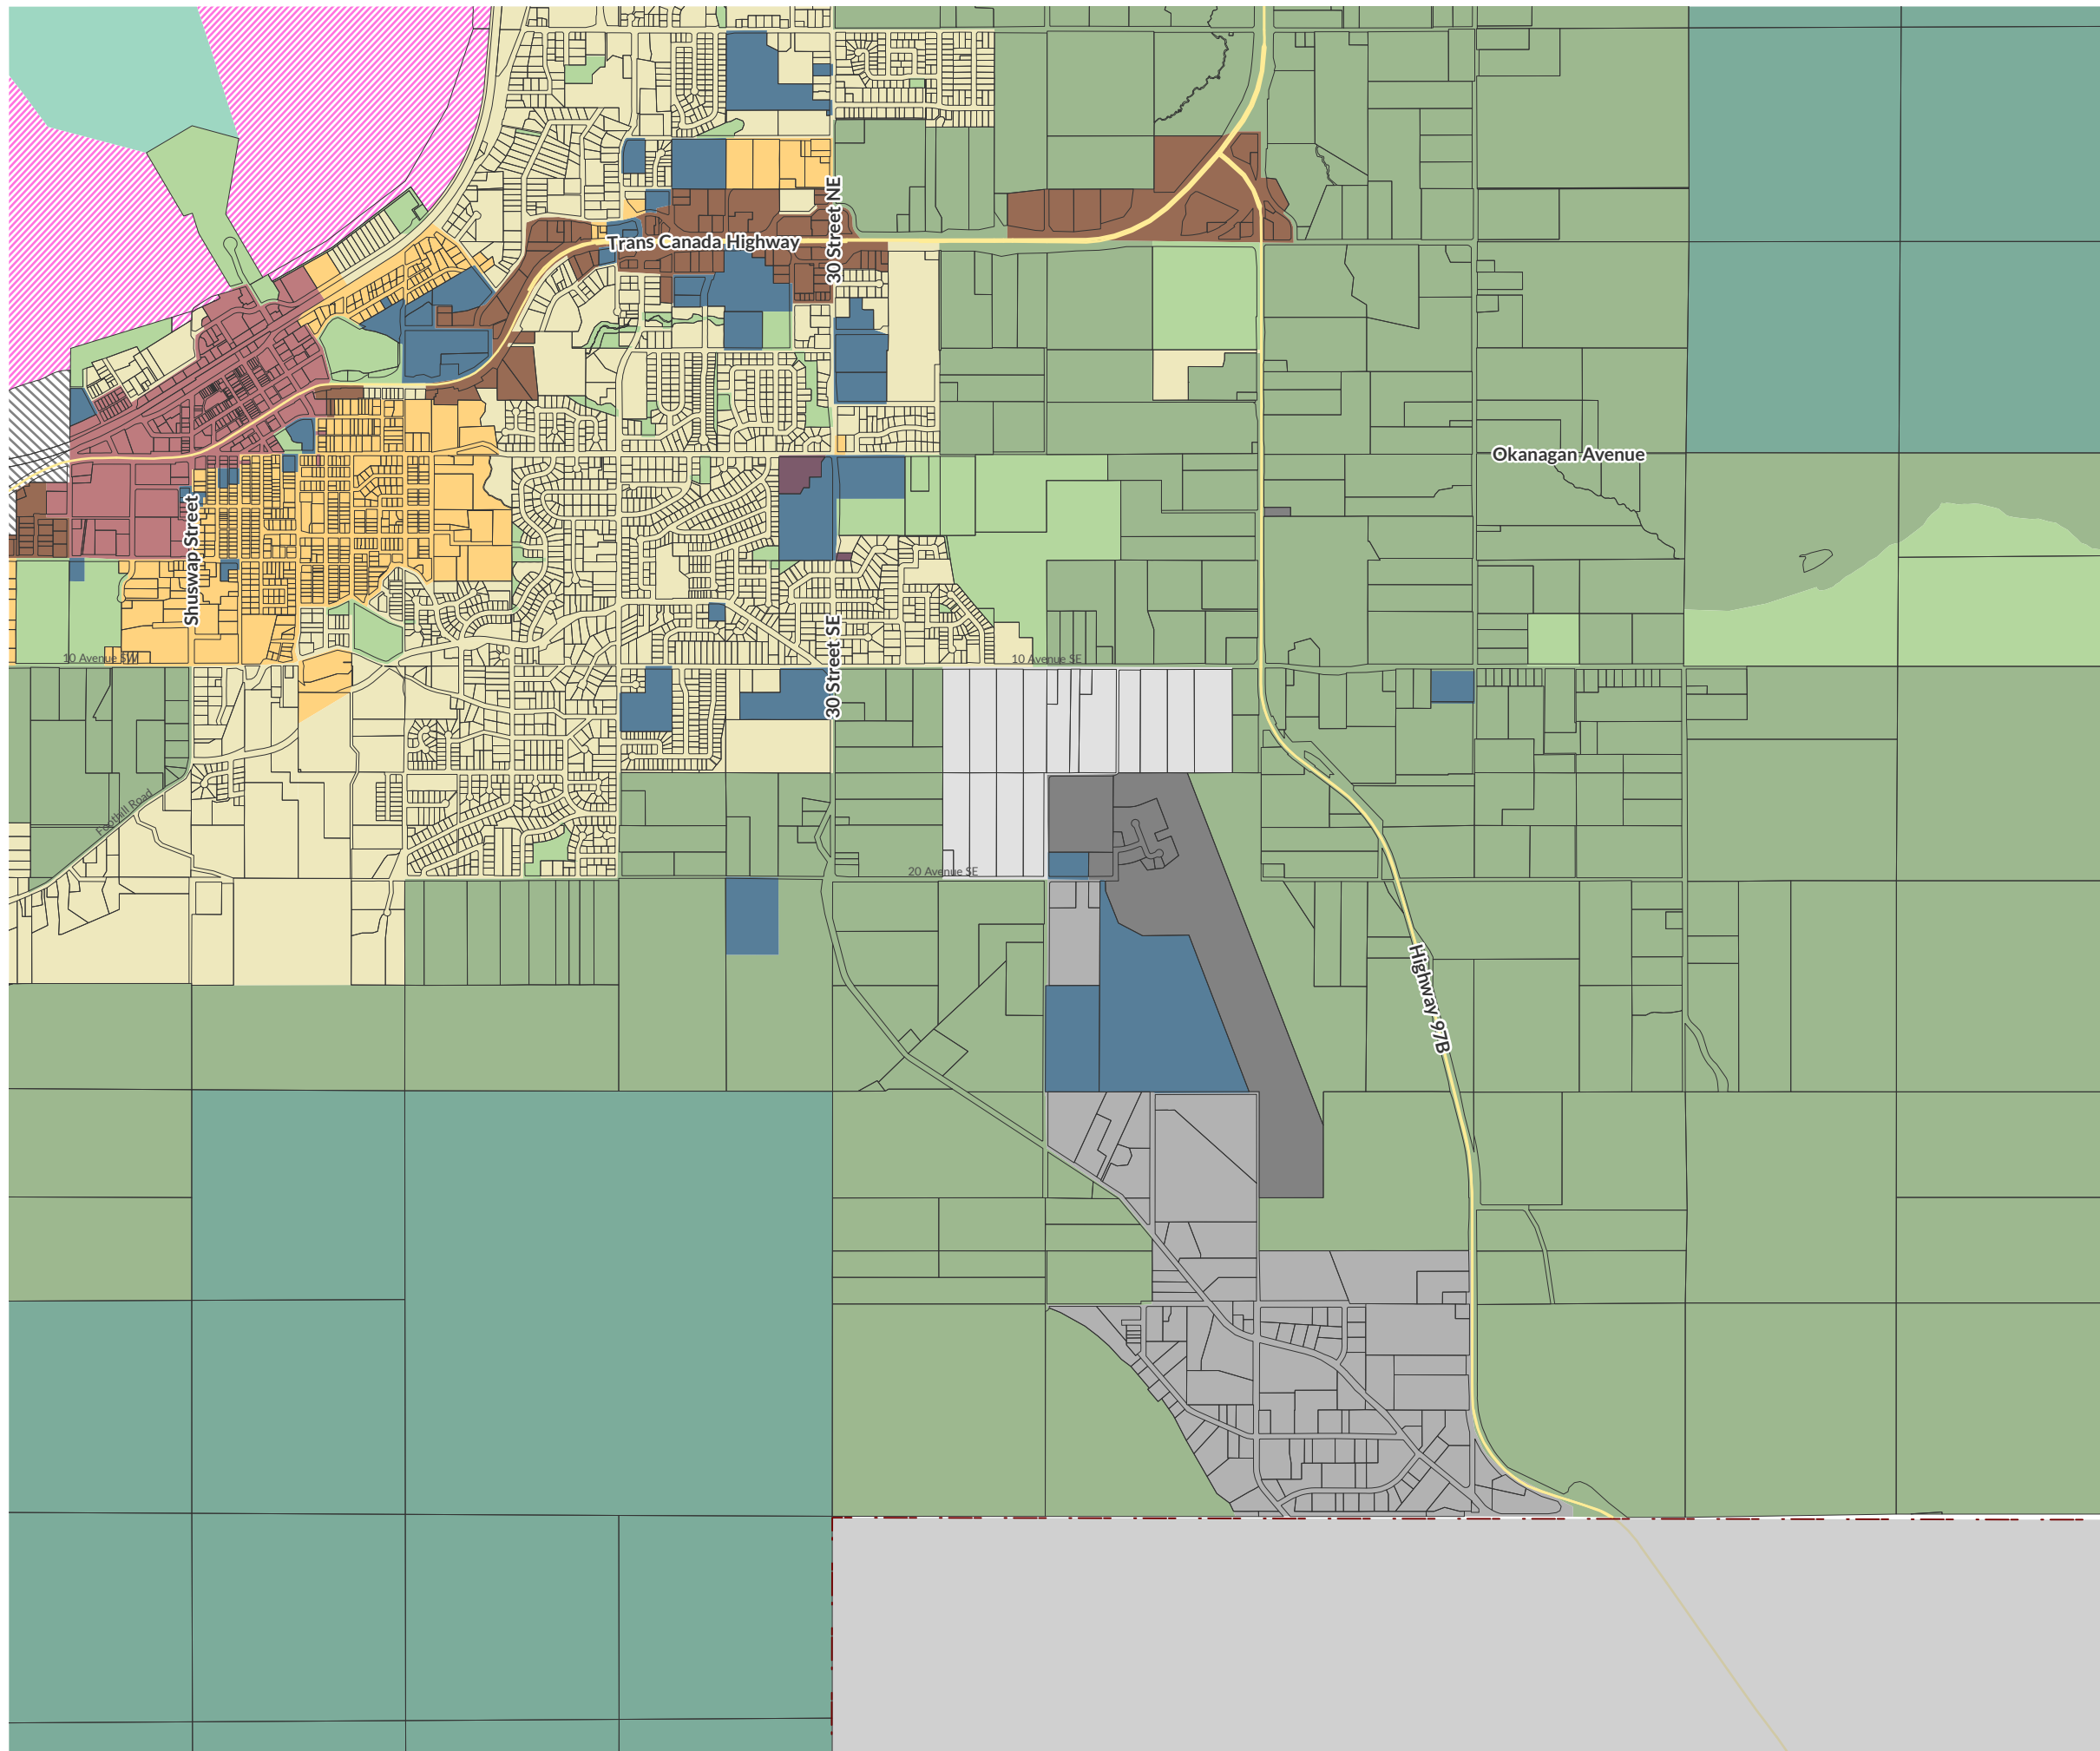 30 Street NE
Trans Canada Highway
Okanagan Avenue
Shuswap Street
30 Street SE
10 Avenue SW
10 Avenue SE
Foothill Road
20 Avenue SE
Highway 97B